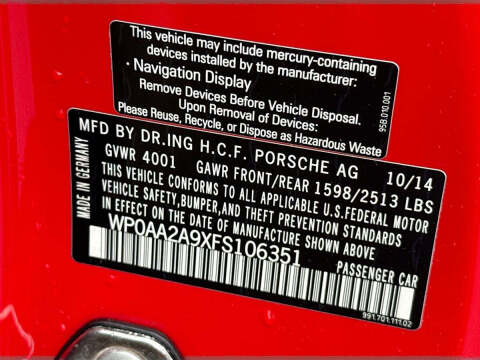 This vehicle may include mercury-containing
devices installed by the manufacturer:
• Navigation Display
Remove Devices Before Vehicle Disposal.
Upon Removal of Devices:
Please Reuse, Recycle, or Dispose as Hazardous Waste
95B.010.001
MFD BY DR.ING H.C.F. PORSCHE AG 10/14
GVWR 4001 GAWR FRONT/REAR 1598/2513 LBS
THIS VEHICLE CONFORMS TO ALL APPLICABLE U.S.FEDERAL MOTOR
VEHICLE SAFETY,BUMPER,AND THEFT PREVENTION STANDARDS
IN EFFECT ON THE DATE OF MANUFACTURE SHOWN ABOVE
WP0AA2A9XFS106351
PASSENGER CAR
MADE IN GERMANY
991.701.111.02